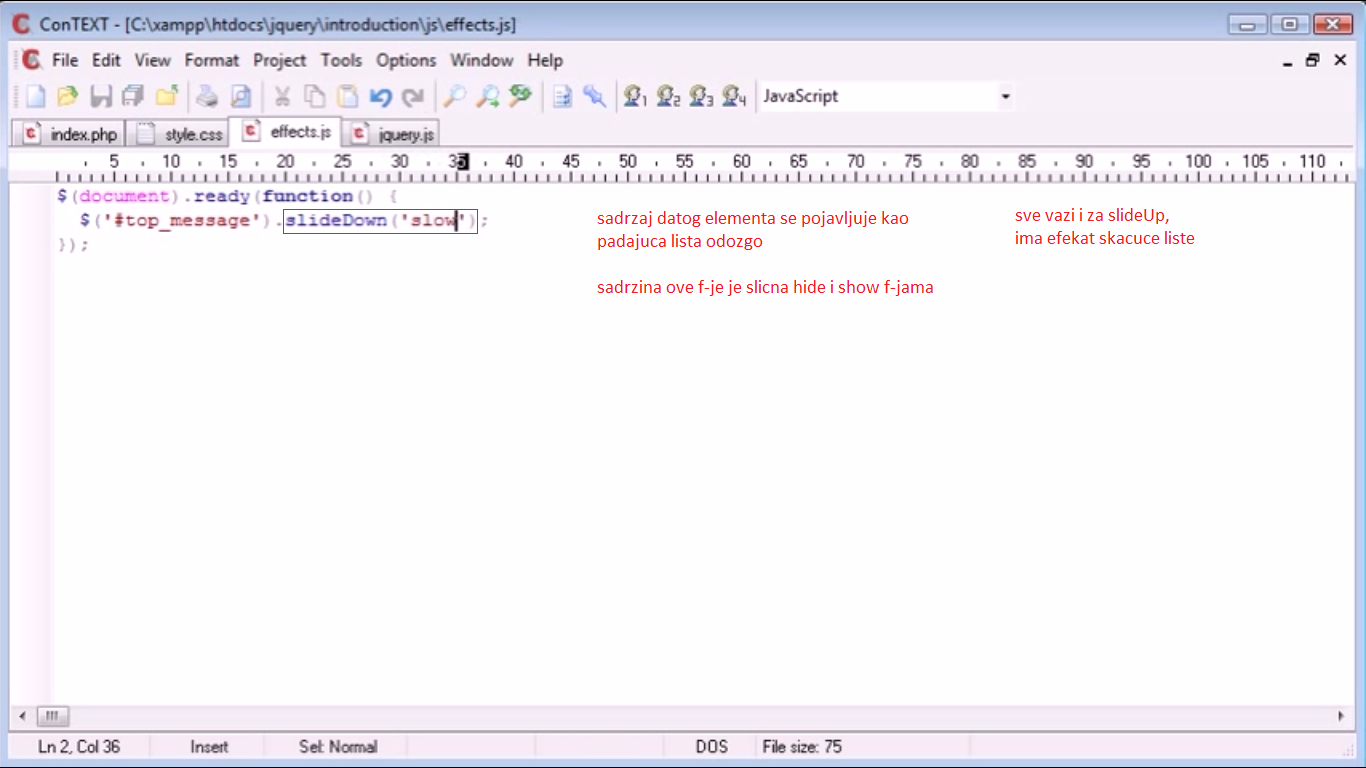 ConTEXT - [C:\xampp\htdocs\jquery\introduction\js\effects.js]
File Edit View Format Project Tools Options Window Help
1 2 3 4 JavaScript
index.php style.css effects.js jquery.js
5 10 15 20 25 30 35 40 45 50 55 60 65 70 75 80 85 90 95 100 105 110
$(document).ready(function() {
$('#top_message').slideDown('slow');
});
sadrzaj datog elementa se pojavljuje kao
padajuca lista odozgo
sadrzina ove f-je je slicna hide i show f-jama
sve vazi i za slideUp,
ima efekat skacuce liste
Ln 2, Col 36 Insert Sel: Normal DOS File size: 75